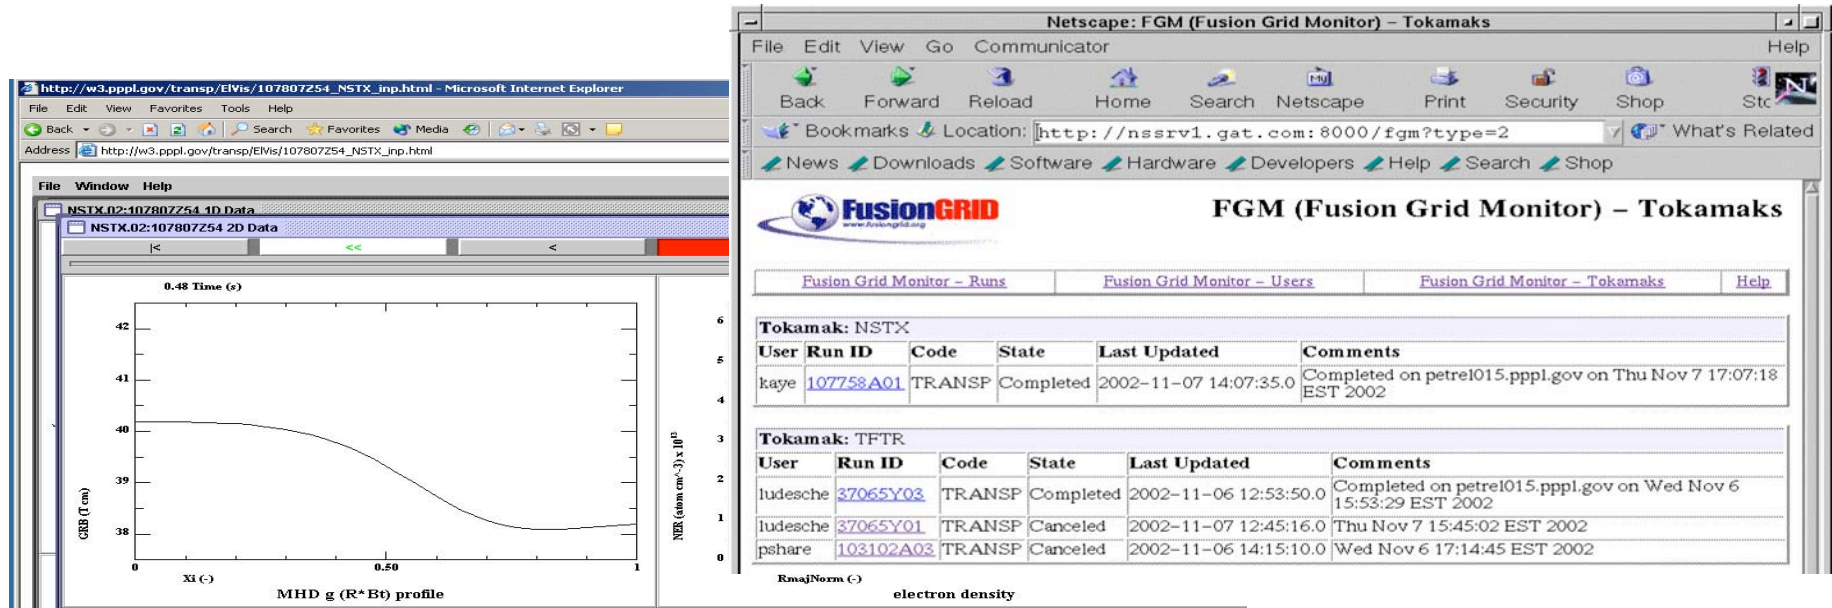 http://w3.pppl.gov/transp/ElVis/107807Z54_NSTX_inp.html - Microsoft Internet Explorer
File Edit View Favorites Tools Help
Back Search Favorites Media
Address http://w3.pppl.gov/transp/ElVis/107807Z54_NSTX_inp.html
File Window Help
NSTX.02:107807Z54 1D Data
NSTX.02:107807Z54 2D Data
|< << <
0.48 Time (s)
42
41
40
39
38
GRB (T cm)
0 0.50 1
Xi (-)
MHD g (R*Bt) profile
6
5
4
3
2
1
0
NER (atom cm^-3) x 10^13
RmajNorm (-)
electron density
Netscape: FGM (Fusion Grid Monitor) – Tokamaks
File Edit View Go Communicator Help
Back Forward Reload Home Search Netscape Print Security Shop Stc
Bookmarks Location: http://nssrv1.gat.com:8000/fgm?type=2 What's Related
News Downloads Software Hardware Developers Help Search Shop
FusionGRID
www.fusiongrid.org
FGM (Fusion Grid Monitor) – Tokamaks
Fusion Grid Monitor – Runs Fusion Grid Monitor – Users Fusion Grid Monitor – Tokamaks Help
Tokamak: NSTX
User Run ID Code State Last Updated Comments
kaye 107758A01 TRANSP Completed 2002–11–07 14:07:35.0 Completed on petrel015.pppl.gov on Thu Nov 7 17:07:18
EST 2002
Tokamak: TFTR
User Run ID Code State Last Updated Comments
ludesche 37065Y03 TRANSP Completed 2002–11–06 12:53:50.0 Completed on petrel015.pppl.gov on Wed Nov 6
15:53:29 EST 2002
ludesche 37065Y01 TRANSP Canceled 2002–11–07 12:45:16.0 Thu Nov 7 15:45:02 EST 2002
pshare 103102A03 TRANSP Canceled 2002–11–06 14:15:10.0 Wed Nov 6 17:14:45 EST 2002